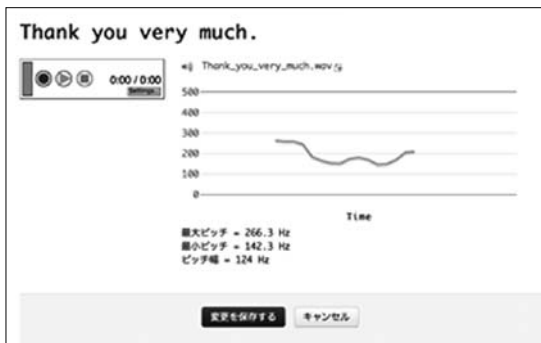 Thank you very much.
0:00 / 0:00
Settings...
Thank_you_very_much.wav
500
400
300
200
100
0
Time
最大ピッチ = 266.3 Hz
最小ピッチ = 142.3 Hz
ピッチ幅 = 124 Hz
変更を保存する キャンセル